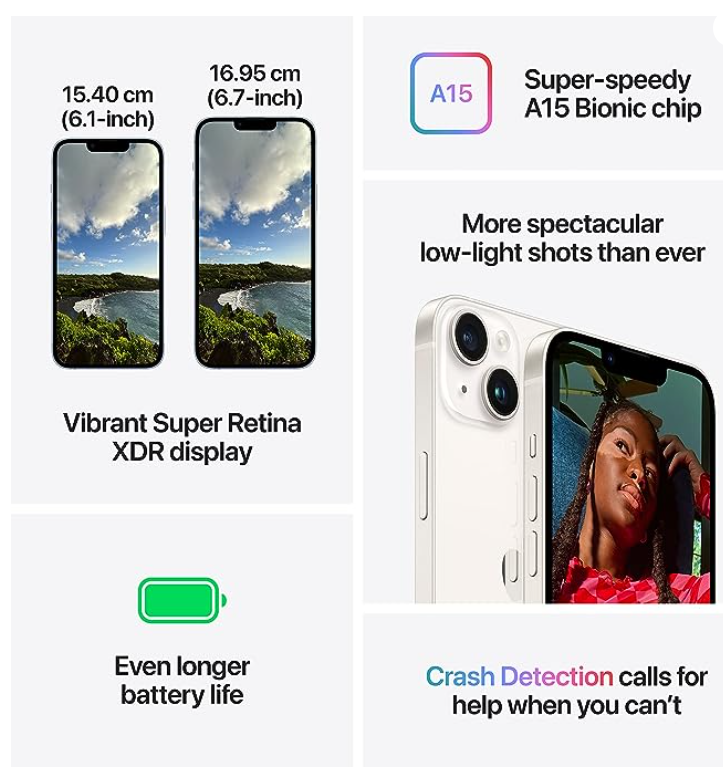 15.40 cm
(6.1-inch)
16.95 cm
(6.7-inch)
Vibrant Super Retina
XDR display
A15
Super-speedy
A15 Bionic chip
More spectacular
low-light shots than ever
Even longer
battery life
Crash Detection calls for
help when you can’t